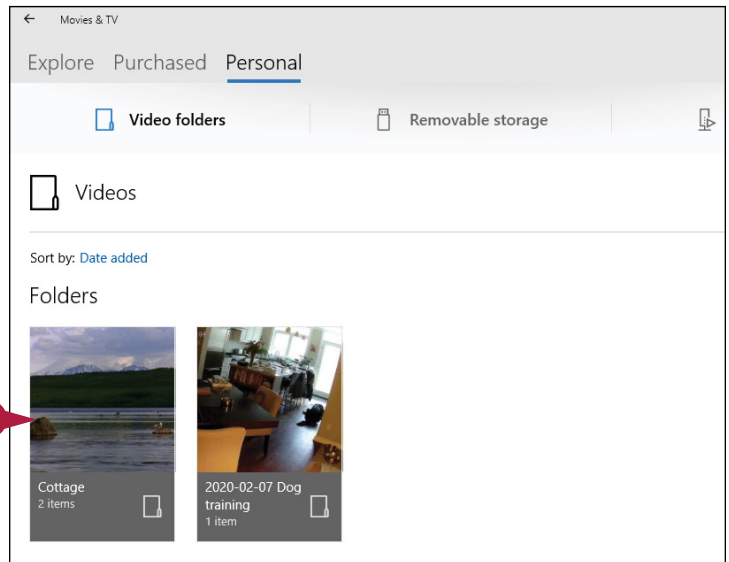 Movies & TV
Explore Purchased Personal
Video folders Removable storage
Videos
Sort by: Date added
Folders
Cottage
2 items
2020-02-07 Dog
training
1 item